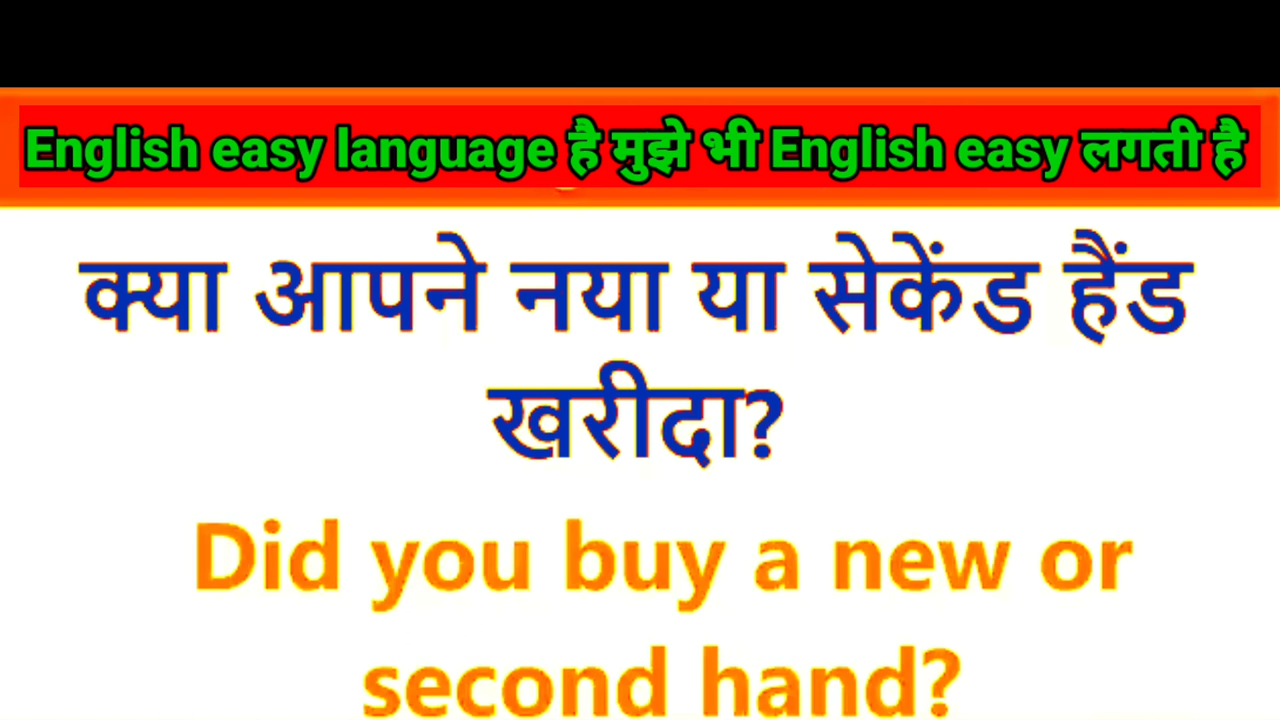 English easy language है मुझे भी English easy लगती है
क्या आपने नया या सेकेंड हैंड
खरीदा?
Did you buy a new or
second hand?